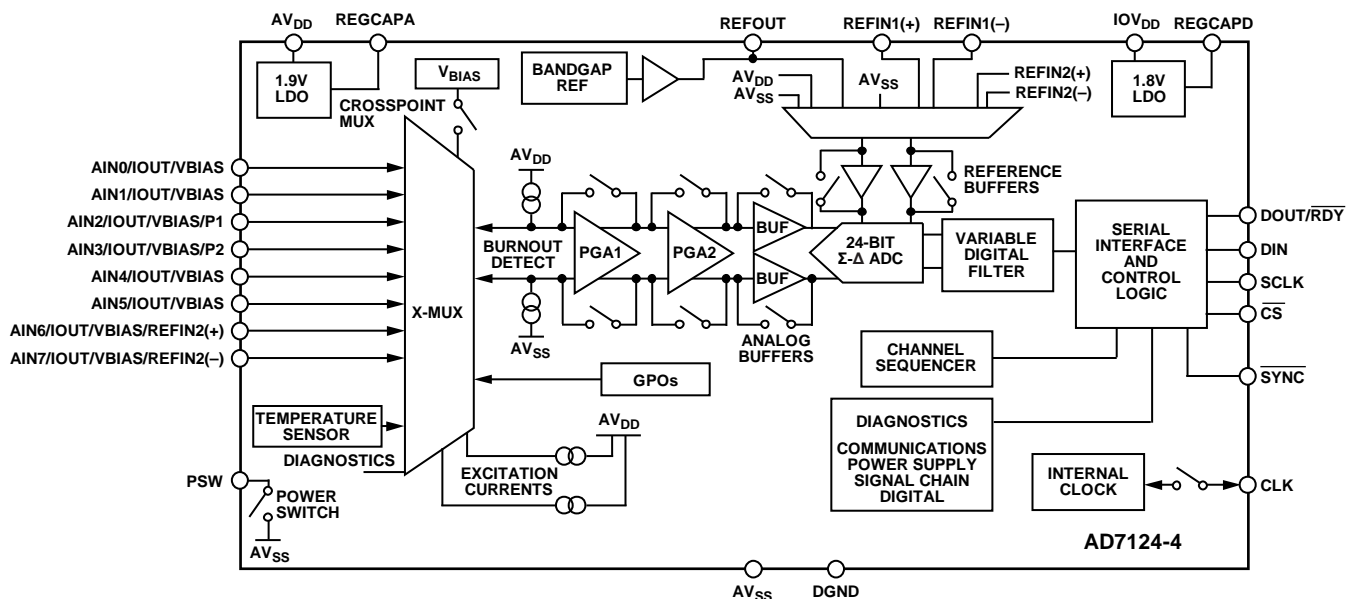 AVDD
REGCAPA
REFOUT
REFIN1(+)
REFIN1(–)
IOVDD
REGCAPD
1.9V
LDO
VBIAS
BANDGAP
REF
AVDD
AVSS
AVSS
REFIN2(+)
REFIN2(–)
1.8V
LDO
CROSSPOINT
MUX
AIN0/IOUT/VBIAS
AIN1/IOUT/VBIAS
AIN2/IOUT/VBIAS/P1
AIN3/IOUT/VBIAS/P2
AIN4/IOUT/VBIAS
AIN5/IOUT/VBIAS
AIN6/IOUT/VBIAS/REFIN2(+)
AIN7/IOUT/VBIAS/REFIN2(–)
X-MUX
AVDD
BURNOUT
DETECT
AVSS
PGA1
PGA2
BUF
BUF
ANALOG
BUFFERS
REFERENCE
BUFFERS
24-BIT
Σ-Δ ADC
VARIABLE
DIGITAL
FILTER
SERIAL
INTERFACE
AND
CONTROL
LOGIC
DOUT/RDY
DIN
SCLK
CS
SYNC
GPOs
CHANNEL
SEQUENCER
TEMPERATURE
SENSOR
DIAGNOSTICS
AVDD
EXCITATION
CURRENTS
DIAGNOSTICS
COMMUNICATIONS
POWER SUPPLY
SIGNAL CHAIN
DIGITAL
INTERNAL
CLOCK
CLK
PSW
POWER
SWITCH
AVSS
AD7124-4
AVSS
DGND